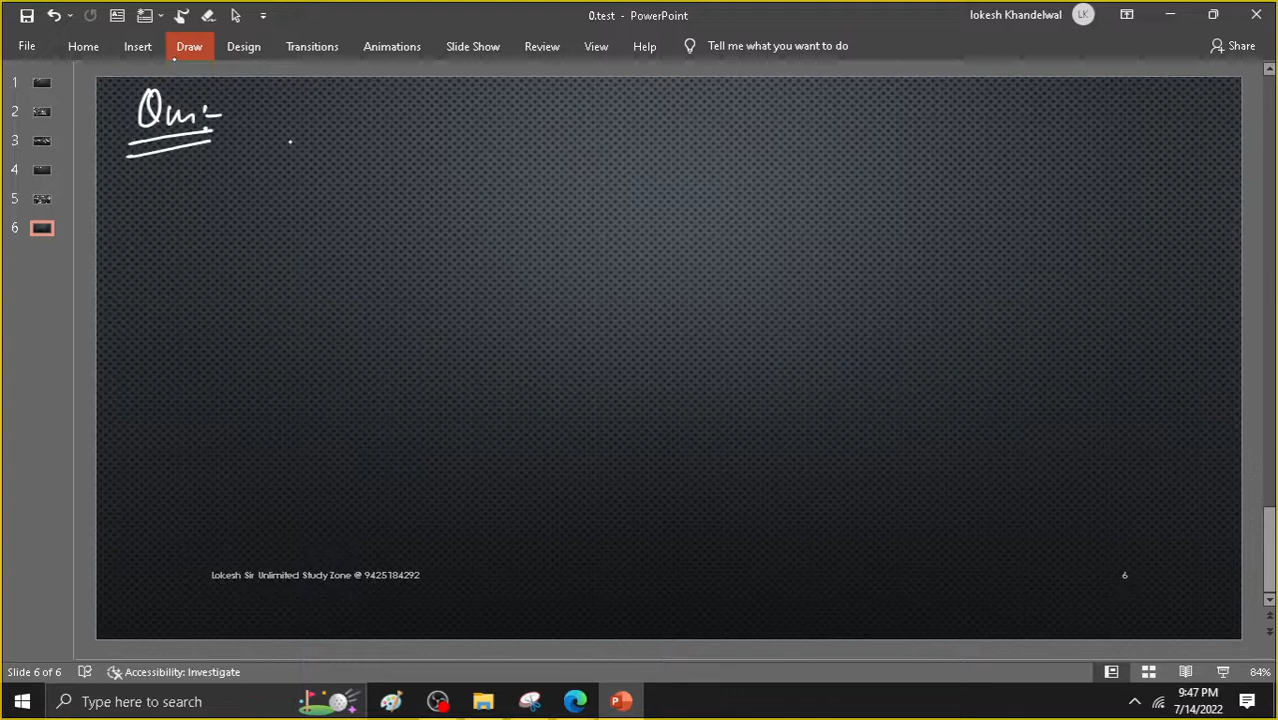 0.test - PowerPoint
lokesh Khandelwal
LK
File
Home
Insert
Draw
Design
Transitions
Animations
Slide Show
Review
View
Help
Tell me what you want to do
Share
1
2
3
4
5
6
Lokesh Sir Unlimited Study Zone @ 9425184292
6
Slide 6 of 6
Accessibility: Investigate
84%
Type here to search
9:47 PM
7/14/2022